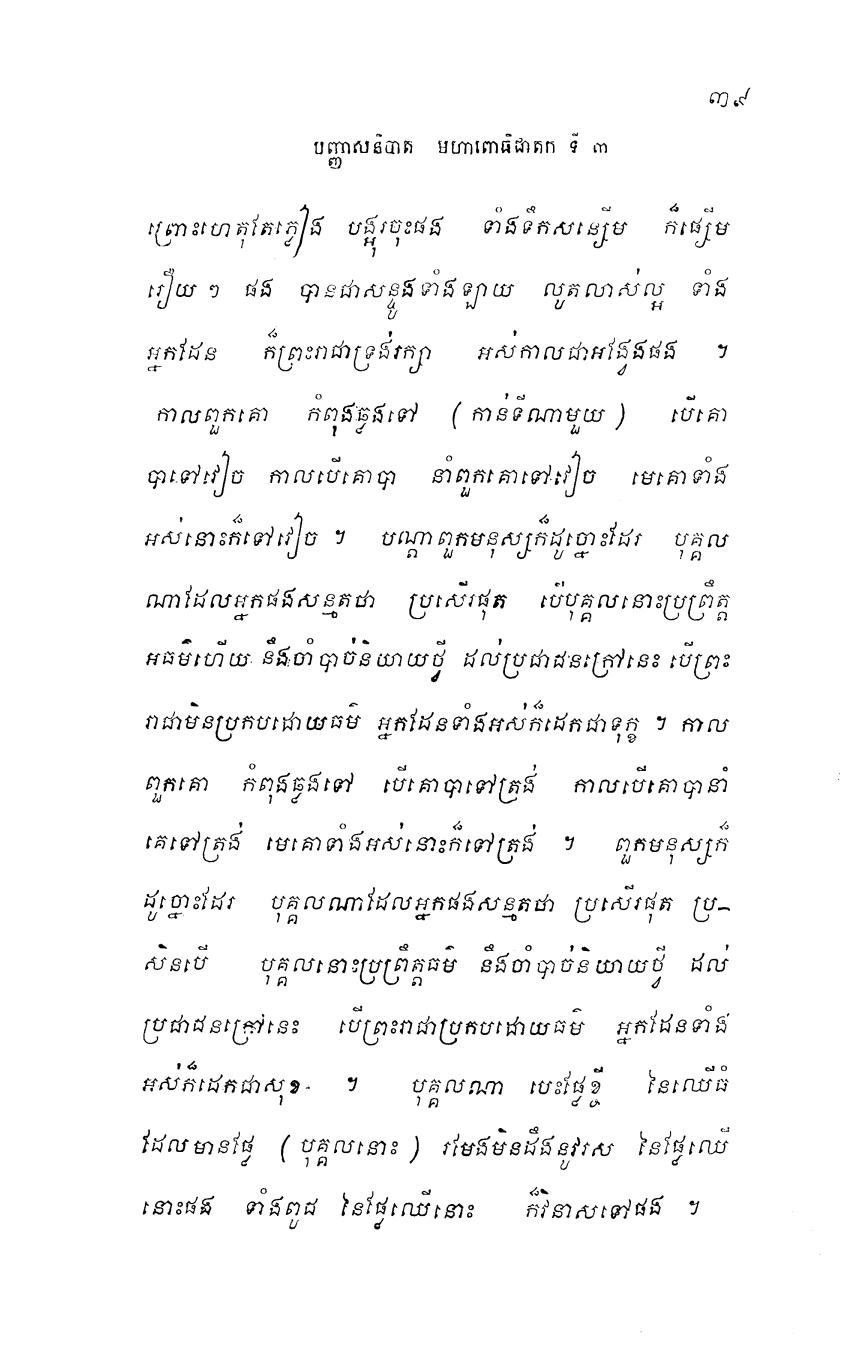 ៣៩
បញ្ញាសនិបាត មហាពោធិជាតក ទី ៣
ព្រោះហេតុតែភ្លៀង បង្អុរចុះផង ទាំងទឹកសន្សើម ក៏ផ្សើម
រឿយ ៗ ផង បានជាសន្ទូងទាំងឡាយ លូតលាស់ល្អ ទាំង
អ្នកដែន ក៏ព្រះរាជាទ្រង់រក្សា អស់កាលជាអង្វែងផង ។
កាលពួកគោ កំពុងឆ្លងទៅ ( កាន់ទីណាមួយ ) បើគោ
បាទៅវៀច កាលបើគោបា នាំពួកគោទៅវៀច មេគោទាំង
អស់នោះក៏ទៅវៀច ។ បណ្ដាពួកមនុស្សក៏ដូច្នោះដែរ បុគ្គល
ណាដែលអ្នកផងសន្មតថា ប្រសើរផុត បើបុគ្គលនោះប្រព្រឹត្ត
អធម៌ហើយ នឹងចាំបាច់និយាយថ្វី ដល់ប្រជាជនក្រៅនេះ បើព្រះ
រាជាមិនប្រកបដោយធម៌ អ្នកដែនទាំងអស់ក៏ដេកជាទុក្ខ ។ កាល
ពួកគោ កំពុងឆ្លងទៅ បើគោបាទៅត្រង់ កាលបើគោបានាំ
គេទៅត្រង់ មេគោទាំងអស់នោះក៏ទៅត្រង់ ។ ពួកមនុស្សក៏
ដូច្នោះដែរ បុគ្គលណាដែលអ្នកផងសន្មតថា ប្រសើរផុត ប្រ-
សិនបើ បុគ្គលនោះប្រព្រឹត្តធម៌ នឹងចាំបាច់និយាយថ្វី ដល់
ប្រជាជនក្រៅនេះ បើព្រះរាជាប្រកបដោយធម៌ អ្នកដែនទាំង
អស់ក៏ដេកជាសុខ ។ បុគ្គលណា បេះផ្លែខ្ចី នៃឈើធំ
ដែលមានផ្លែ ( បុគ្គលនោះ ) រមែងមិនដឹងនូវរស នៃផ្លែឈើ
នោះផង ទាំងពូជ នៃផ្លែឈើនោះ ក៏វិនាសទៅផង ។